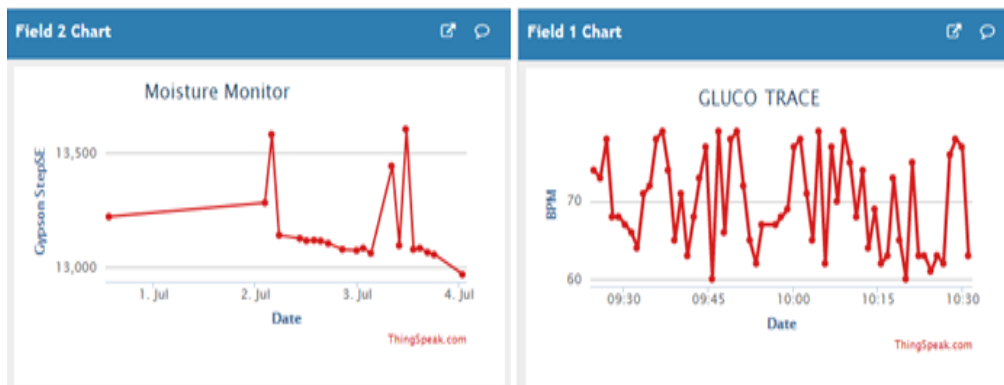 Field 2 Chart
Moisture Monitor
Gypson StepSE
13,500
13,000
1. Jul
2. Jul
3. Jul
4. Jul
Date
ThingSpeak.com
Field 1 Chart
GLUCO TRACE
BPM
70
60
09:30
09:45
10:00
10:15
10:30
Date
ThingSpeak.com